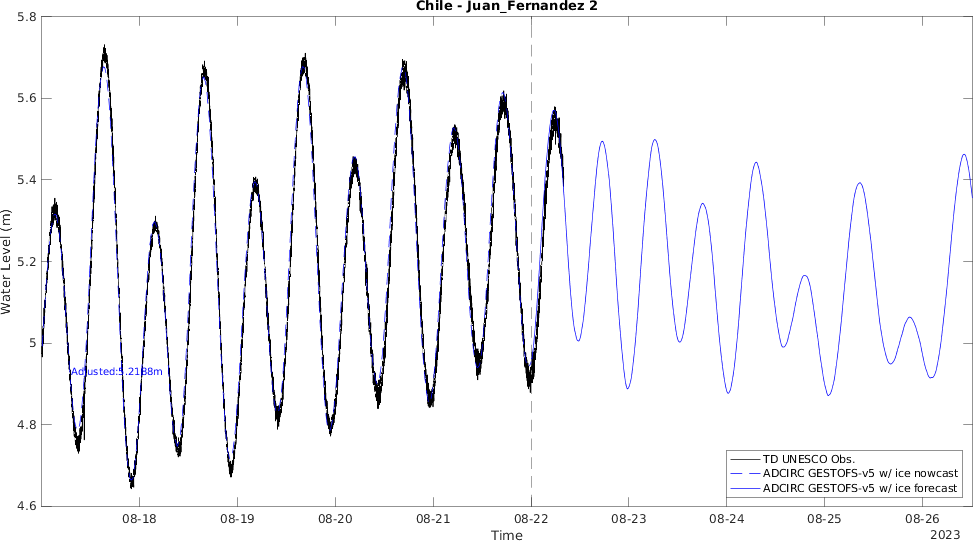 Chile - Juan_Fernandez 2
Water Level (m)
5.8
5.6
5.4
5.2
5
4.8
4.6
Adjusted:5.2188m
TD UNESCO Obs.
ADCIRC GESTOFS-v5 w/ ice nowcast
ADCIRC GESTOFS-v5 w/ ice forecast
08-18 08-19 08-20 08-21 08-22 08-23 08-24 08-25 08-26
Time
2023